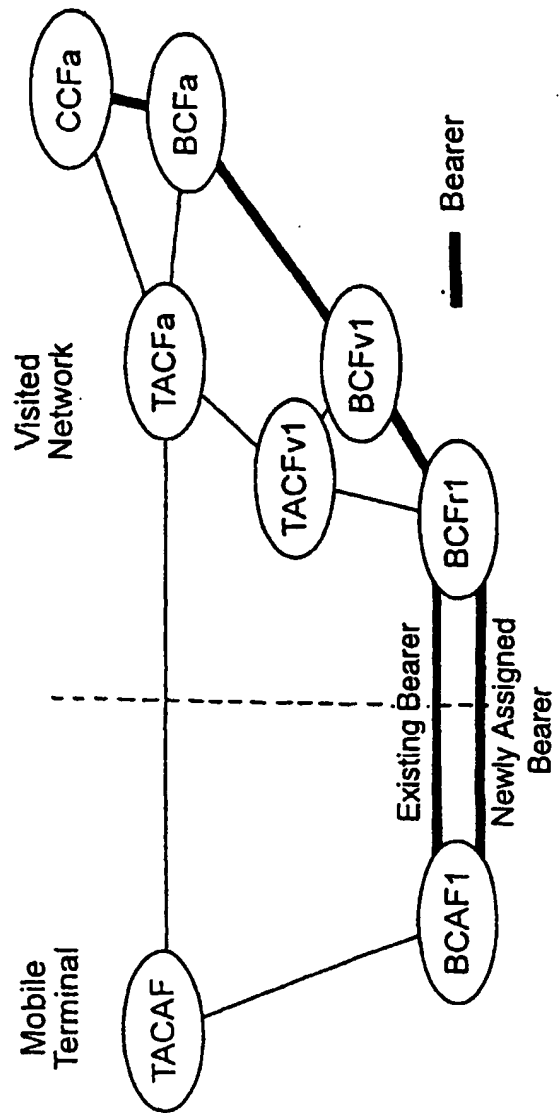 Mobile
Terminal
Visited
Network
TACAF
TACFa
CCFa
BCFa
TACFv1
BCFv1
BCAF1
BCFr1
Existing Bearer
Newly Assigned
Bearer
Bearer